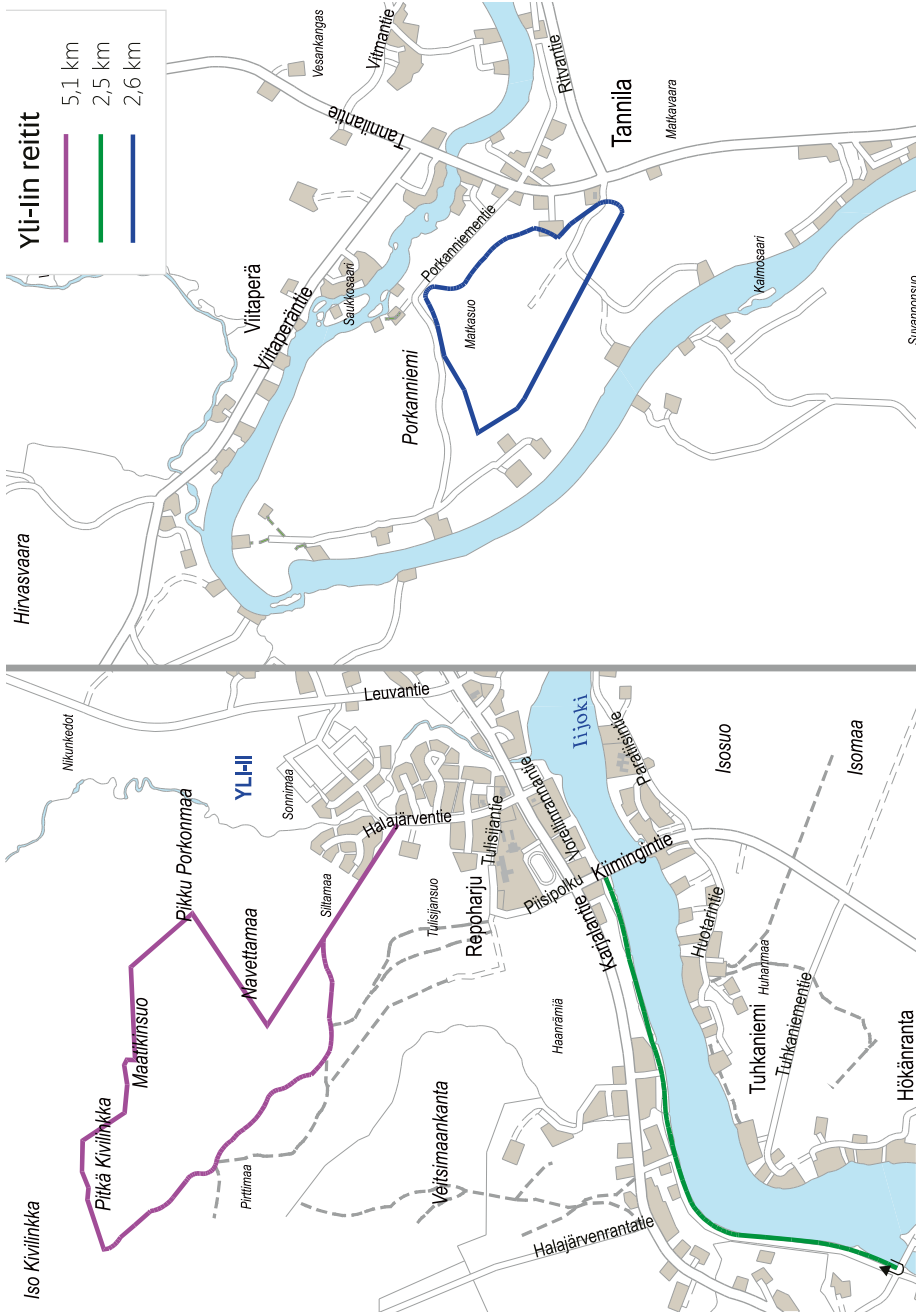 Yli-Iin reitit
5,1 km
2,5 km
2,6 km
Vesankangas
Vitmantie
Tannilantie
Ritvantie
Tannila
Matkavaara
Viitaperä
Viitaperäntie
Saukkosaari
Porkanniementie
Matkasuo
Porkanniemi
Kalmosaari
Hirvasvaara
Nikunkedot
YLI-II
Sonnimaa
Leuvantie
Halajärventie
Pikku Porkonmaa
Navettamaa
Siltamaa
Maatikinsuo
Pitkä Kivilinkka
Iso Kivilinkka
Tulisijansuo
Repoharju
Tulisijantie
Vorellinrannantie
Iijoki
Piisipolku
Kiimingintie
Karjalantie
Paratiisintie
Isosuo
Isomaa
Huotarintie
Huhanmaa
Tuhkaniemi
Tuhkaniementie
Hökänranta
Haanrämiä
Veitsimaankanta
Pirttimaa
Halajärvenrantatie